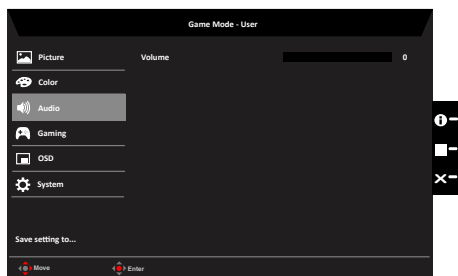 Game Mode - User
Picture
Volume 0
Color
Audio
Gaming
OSD
System
Save setting to...
Move Enter